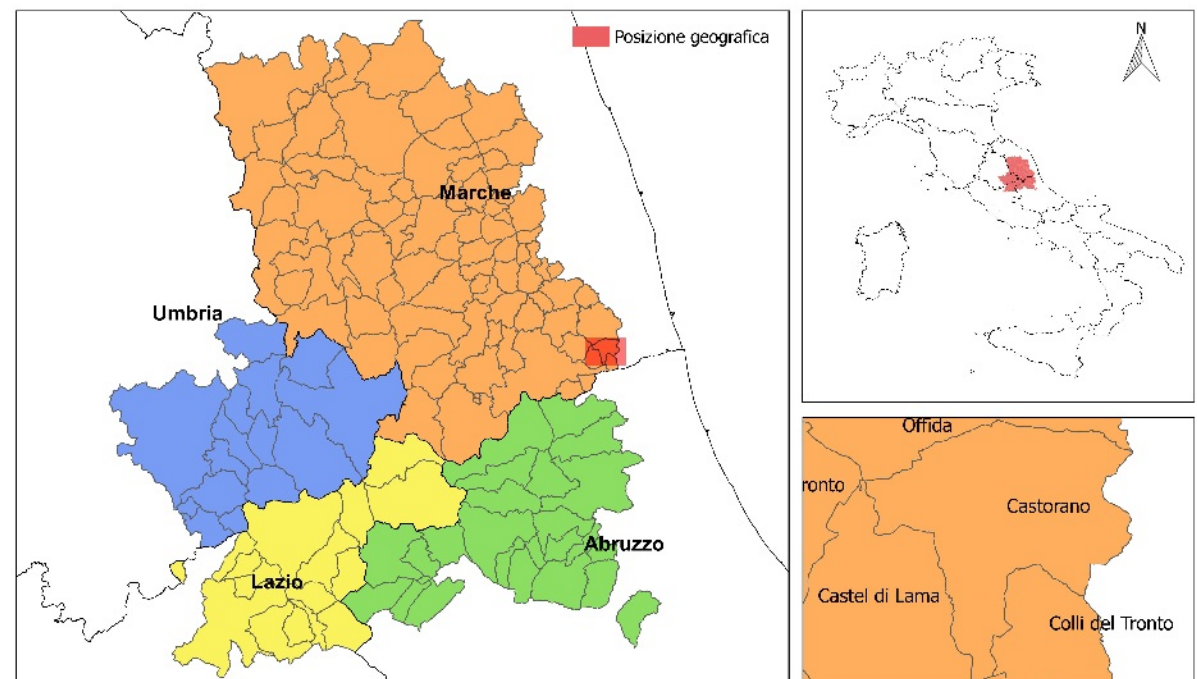 Posizione geografica
Marche
Umbria
Abruzzo
Lazio
N
Offida
ronto
Castorano
Castel di Lama
Colli del Tronto